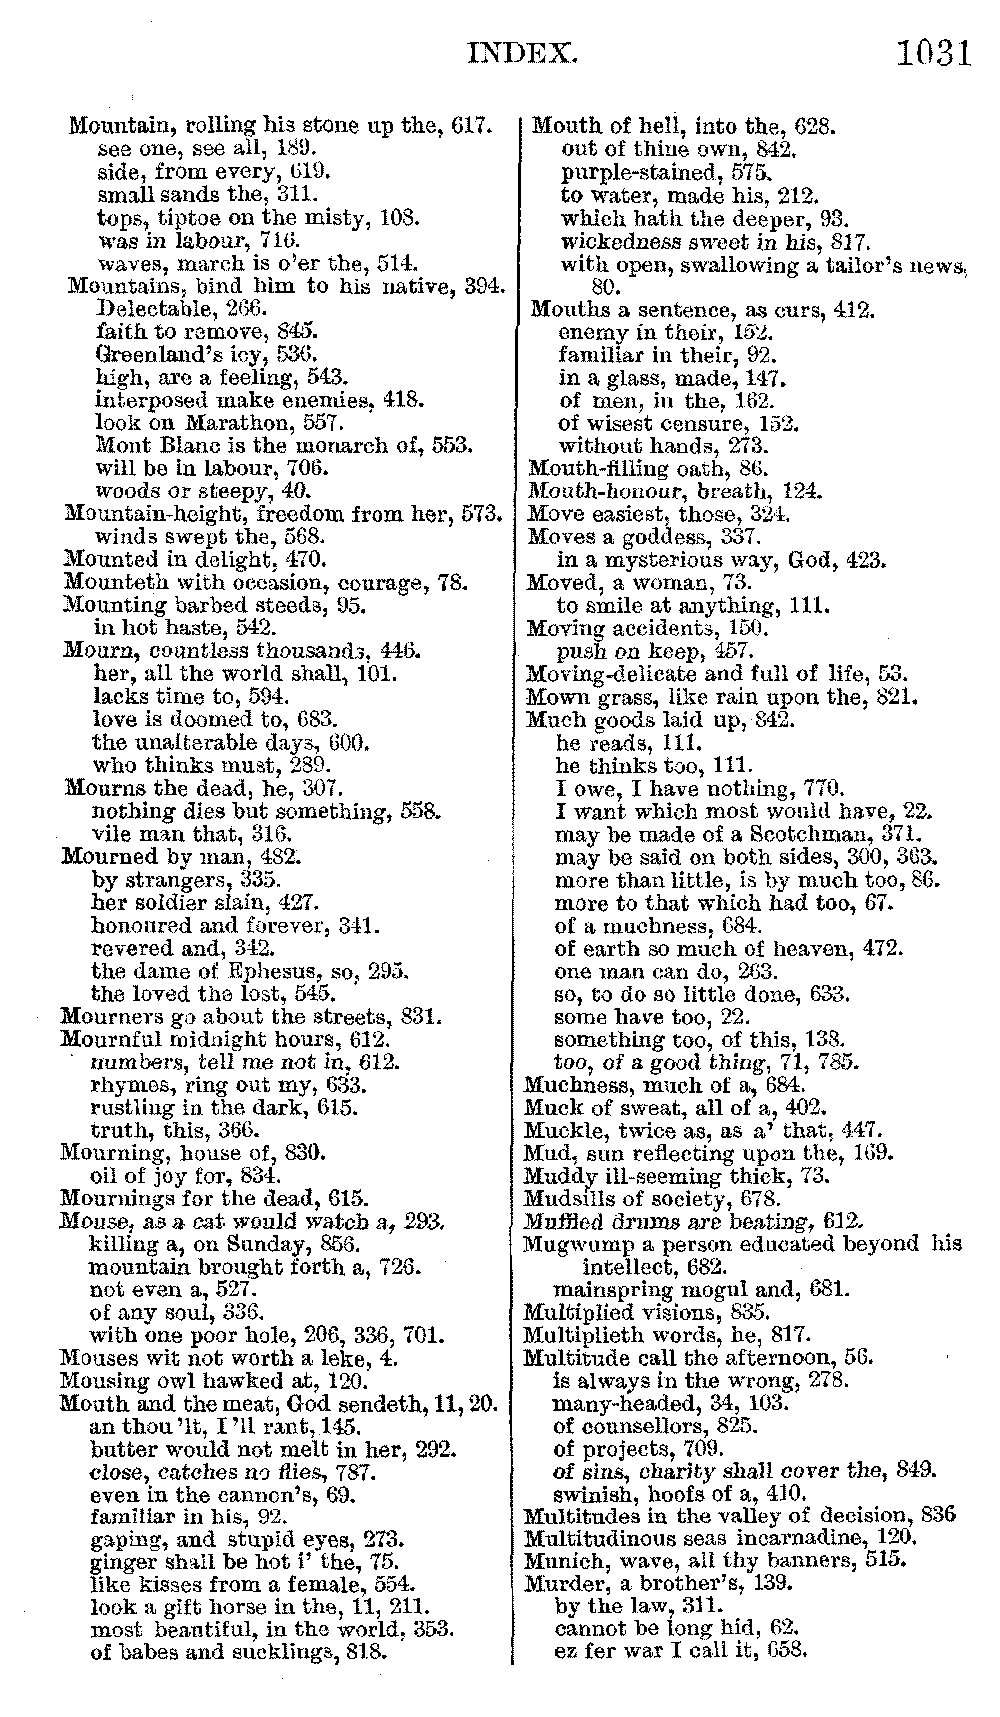 INDEX. 1031
Mountain, rolling his stone up the, 617.
see one, see all, 189.
side, from every, 619.
small sands the, 311.
tops, tiptoe on the misty, 108.
was in labour, 716.
waves, march is o'er the, 514.
Mountains, bind him to his native, 394.
Delectable, 266.
faith to remove, 845.
Greenland's icy, 536.
high, are a feeling, 543.
interposed make enemies, 418.
look on Marathon, 557.
Mont Blanc is the monarch of, 553.
will be in labour, 706.
woods or steepy, 40.
Mountain-height, freedom from her, 573.
winds swept the, 568.
Mounted in delight, 470.
Mounteth with occasion, courage, 78.
Mounting barbed steeds, 95.
in hot haste, 542.
Mourn, countless thousands, 446.
her, all the world shall, 101.
lacks time to, 594.
love is doomed to, 683.
the unalterable days, 600.
who thinks must, 289.
Mourns the dead, he, 307.
nothing dies but something, 558.
vile man that, 316.
Mourned by man, 482.
by strangers, 335.
her soldier slain, 427.
honoured and forever, 341.
revered and, 342.
the dame of Ephesus, so, 295.
the loved the lost, 545.
Mourners go about the streets, 831.
Mournful midnight hours, 612.
numbers, tell me not in, 612.
rhymes, ring out my, 633.
rustling in the dark, 615.
truth, this, 366.
Mourning, house of, 830.
oil of joy for, 834.
Mournings for the dead, 615.
Mouse, as a cat would watch a, 293.
killing a, on Sunday, 856.
mountain brought forth a, 726.
not even a, 527.
of any soul, 336.
with one poor hole, 206, 336, 701.
Mouses wit not worth a leke, 4.
Mousing owl hawked at, 120.
Mouth and the meat, God sendeth, 11, 20.
an thou 'lt, I 'll rant, 145.
butter would not melt in her, 292.
close, catches no flies, 787.
even in the cannon's, 69.
familiar in his, 92.
gaping, and stupid eyes, 273.
ginger shall be hot i' the, 75.
like kisses from a female, 554.
look a gift horse in the, 11, 211.
most beautiful, in the world, 353.
of babes and sucklings, 818.
Mouth of hell, into the, 628.
out of thine own, 842.
purple-stained, 575.
to water, made his, 212.
which hath the deeper, 93.
wickedness sweet in his, 817.
with open, swallowing a tailor's news,
80.
Mouths a sentence, as curs, 412.
enemy in their, 152.
familiar in their, 92.
in a glass, made, 147.
of men, in the, 162.
of wisest censure, 152.
without hands, 273.
Mouth-filling oath, 86.
Mouth-honour, breath, 124.
Move easiest, those, 324.
Moves a goddess, 337.
in a mysterious way, God, 423.
Moved, a woman, 73.
to smile at anything, 111.
Moving accidents, 150.
push on keep, 457.
Moving-delicate and full of life, 53.
Mown grass, like rain upon the, 821.
Much goods laid up, 842.
he reads, 111.
he thinks too, 111.
I owe, I have nothing, 770.
I want which most would have, 22.
may be made of a Scotchman, 371.
may be said on both sides, 300, 363.
more than little, is by much too, 86.
more to that which had too, 67.
of a muchness, 684.
of earth so much of heaven, 472.
one man can do, 263.
so, to do so little done, 633.
some have too, 22.
something too, of this, 138.
too, of a good thing, 71, 785.
Muchness, much of a, 684.
Muck of sweat, all of a, 402.
Muckle, twice as, as a' that, 447.
Mud, sun reflecting upon the, 169.
Muddy ill-seeming thick, 73.
Mudsills of society, 678.
Muffled drums are beating, 612.
Mugwump a person educated beyond his
intellect, 682.
mainspring mogul and, 681.
Multiplied visions, 835.
Multiplieth words, he, 817.
Multitude call the afternoon, 56.
is always in the wrong, 278.
many-headed, 34, 103.
of counsellors, 825.
of projects, 709.
of sins, charity shall cover the, 849.
swinish, hoofs of a, 410.
Multitudes in the valley of decision, 836
Multitudinous seas incarnadine, 120.
Munich, wave, all thy banners, 515.
Murder, a brother's, 139.
by the law, 311.
cannot be long hid, 62.
ez fer war I call it, 658.